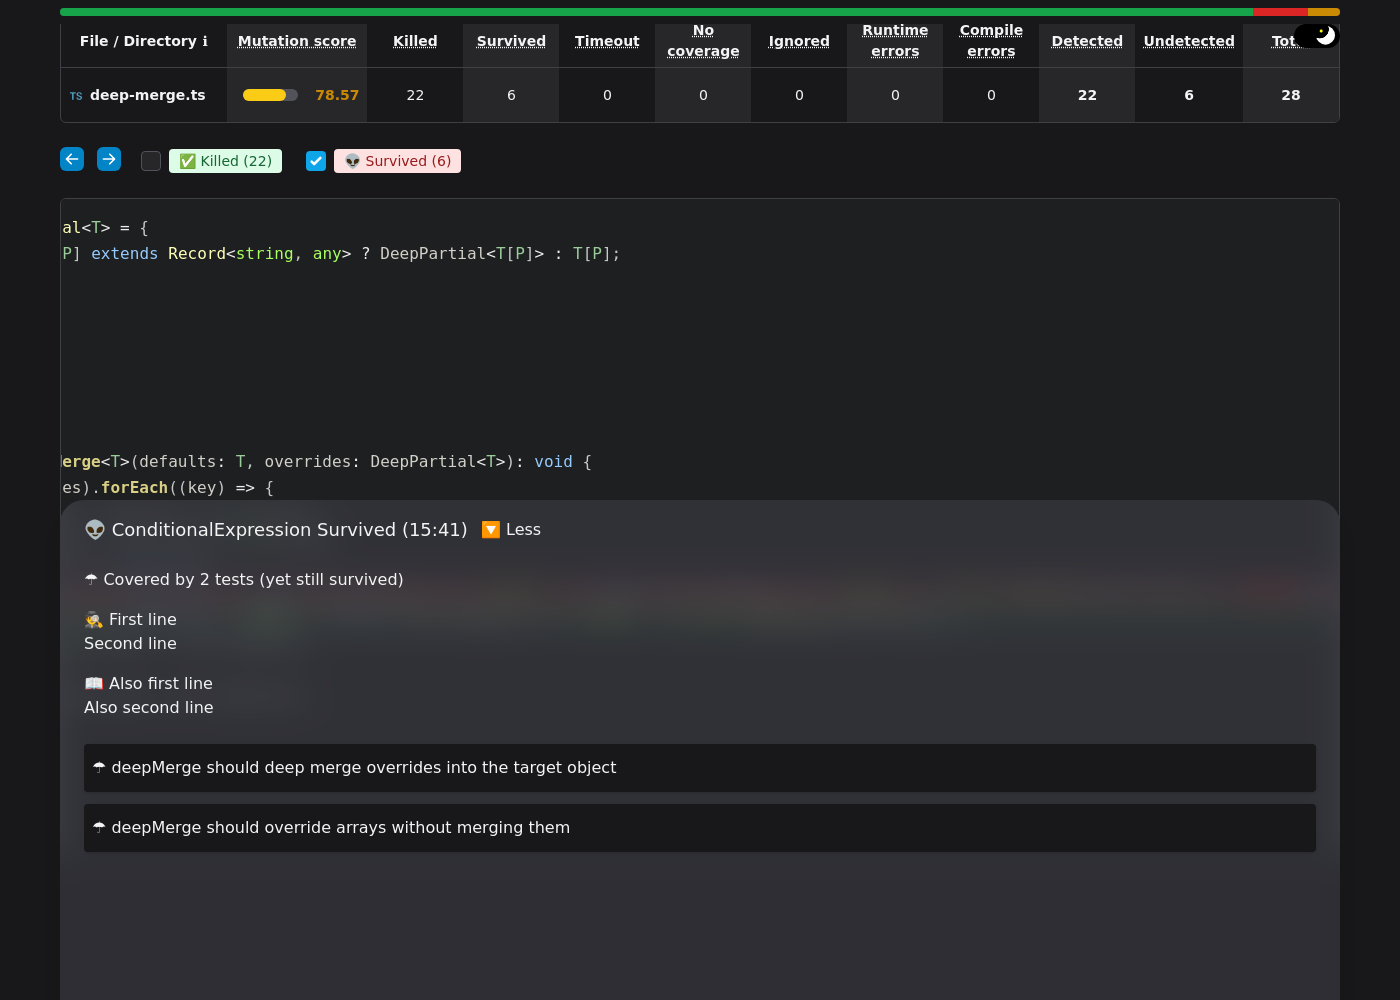 File / Directory ℹ Mutation score Killed Survived Timeout No coverage Ignored Runtime errors Compile errors Detected Undetected Tot
TS deep-merge.ts 78.57 22 6 0 0 0 0 0 22 6 28
✅ Killed (22) 👽 Survived (6)
al<T> = {
P] extends Record<string, any> ? DeepPartial<T[P]> : T[P];
erge<T>(defaults: T, overrides: DeepPartial<T>): void {
es).forEach((key) => {
👽 ConditionalExpression Survived (15:41) 🔽 Less
☂ Covered by 2 tests (yet still survived)
🕵 First line
Second line
📖 Also first line
Also second line
☂ deepMerge should deep merge overrides into the target object
☂ deepMerge should override arrays without merging them